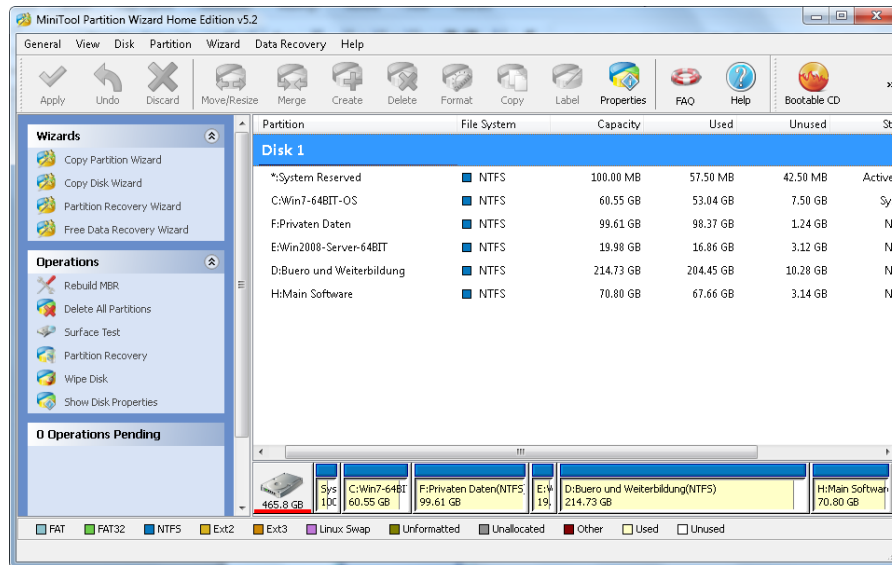 MiniTool Partition Wizard Home Edition v5.2
General View Disk Partition Wizard Data Recovery Help
Apply Undo Discard Move/Resize Merge Create Delete Format Copy Label Properties FAQ Help Bootable CD »
Wizards
Copy Partition Wizard
Copy Disk Wizard
Partition Recovery Wizard
Free Data Recovery Wizard
Operations
Rebuild MBR
Delete All Partitions
Surface Test
Partition Recovery
Wipe Disk
Show Disk Properties
0 Operations Pending
Partition File System Capacity Used Unused St
Disk 1
*:System Reserved NTFS 100.00 MB 57.50 MB 42.50 MB Active
C:Win7-64BIT-OS NTFS 60.55 GB 53.04 GB 7.50 GB Sy
F:Privaten Daten NTFS 99.61 GB 98.37 GB 1.24 GB N
E:Win2008-Server-64BIT NTFS 19.98 GB 16.86 GB 3.12 GB N
D:Buero und Weiterbildung NTFS 214.73 GB 204.45 GB 10.28 GB N
H:Main Software NTFS 70.80 GB 67.66 GB 3.14 GB N
465.8 GB
Sys
100
C:Win7-64BI
60.55 GB
F:Privaten Daten(NTFS
99.61 GB
E:W
19.
D:Buero und Weiterbildung(NTFS)
214.73 GB
H:Main Softwar
70.80 GB
FAT FAT32 NTFS Ext2 Ext3 Linux Swap Unformatted Unallocated Other Used Unused